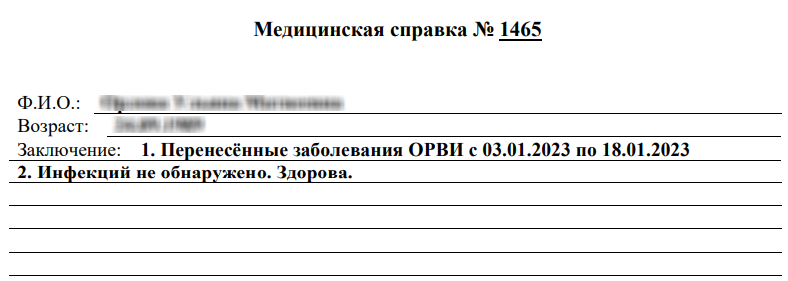 Медицинская справка № 1465
Ф.И.О.:
Возраст:
Заключение: 1. Перенесённые заболевания ОРВИ с 03.01.2023 по 18.01.2023
2. Инфекций не обнаружено. Здорова.